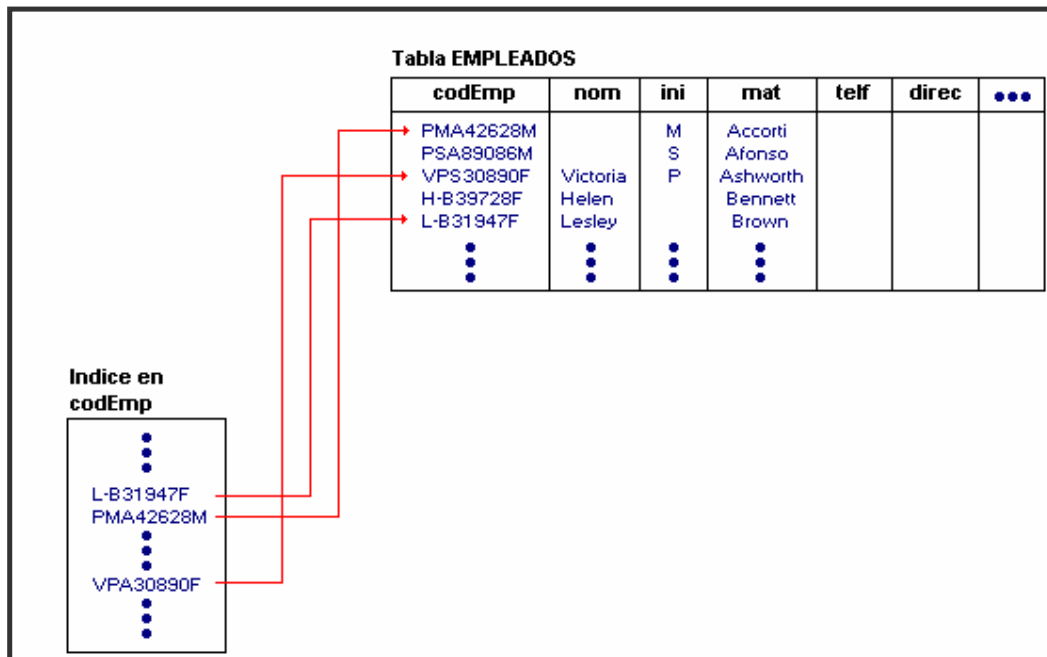 Tabla EMPLEADOS
codEmp nom ini mat telf direc •••
PMA42628M M Accorti
PSA89086M S Afonso
VPS30890F Victoria P Ashworth
H-B39728F Helen Bennett
L-B31947F Lesley Brown
Indice en
codEmp
L-B31947F
PMA42628M
VPA30890F